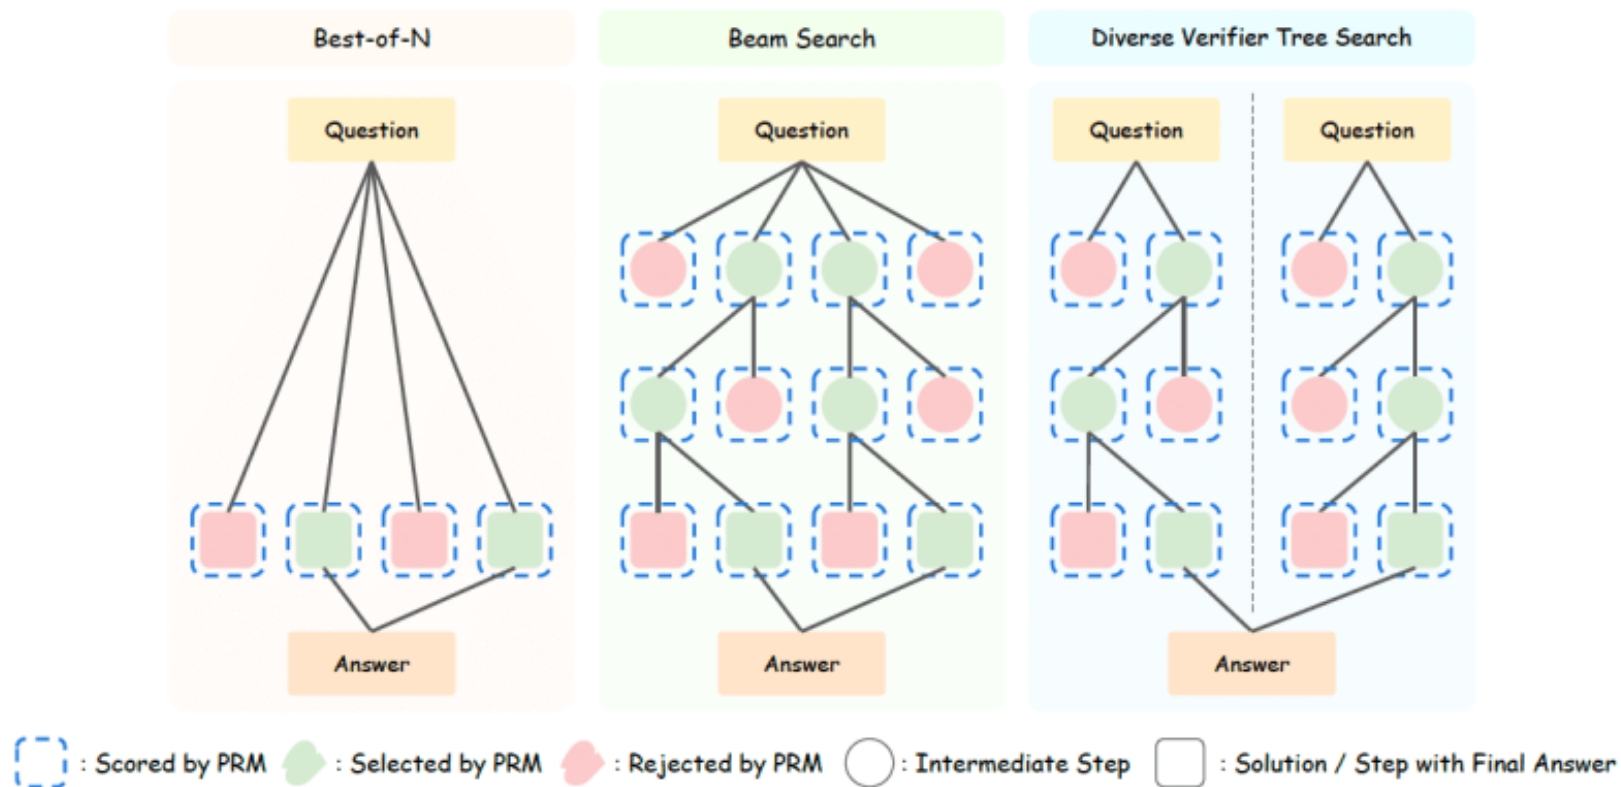 Best-of-N
Beam Search
Diverse Verifier Tree Search
Question
Question
Question
Question
Answer
Answer
Answer
: Scored by PRM
: Selected by PRM
: Rejected by PRM
: Intermediate Step
: Solution / Step with Final Answer